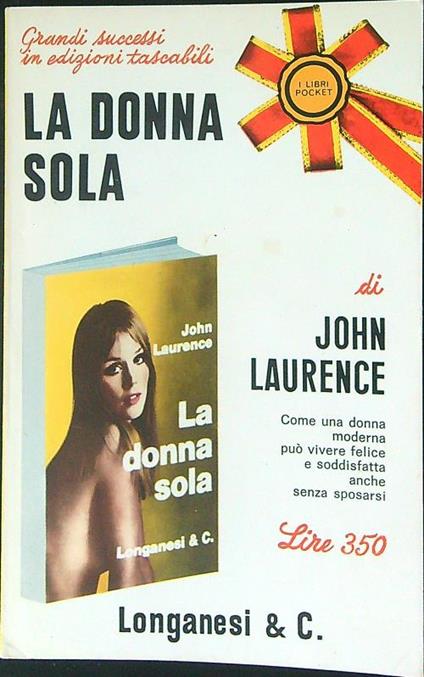 Grandi successi
in edizioni tascabili
I LIBRI
POCKET
LA DONNA
SOLA
di
JOHN
LAURENCE
Come una donna
moderna
può vivere felice
e soddisfatta
anche
senza sposarsi
Lire 350
John
Laurence
La
donna
sola
Longanesi & C.
Longanesi & C.